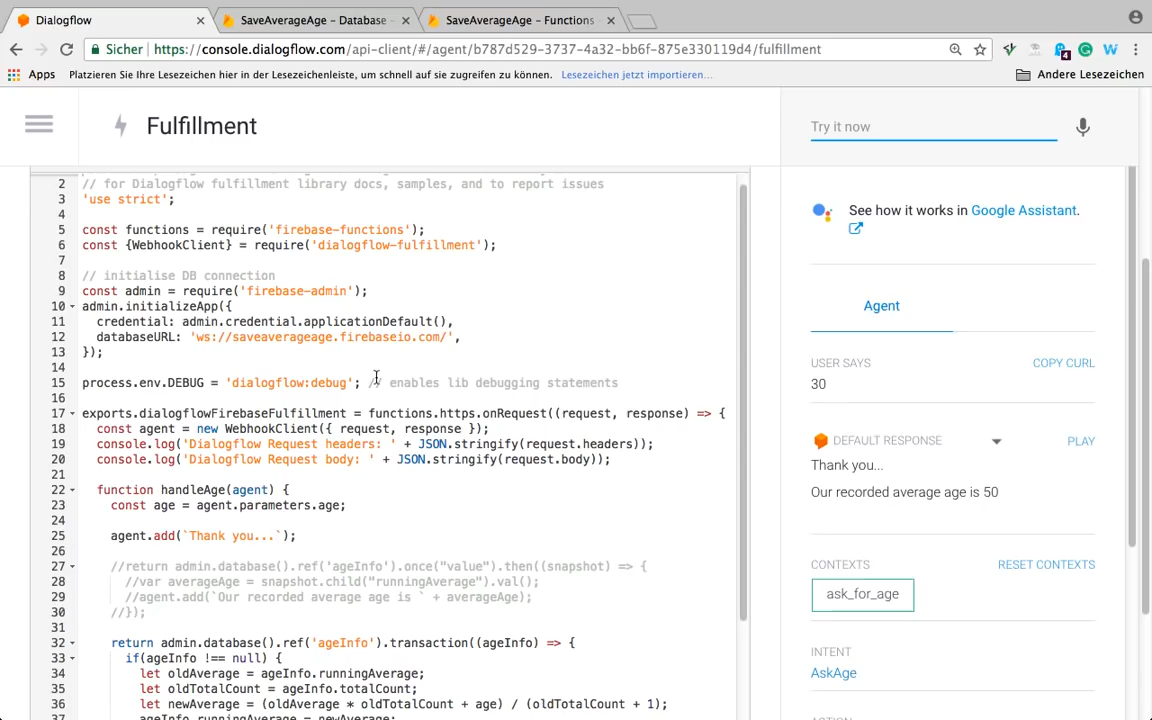 Dialogflow
SaveAverageAge – Database
SaveAverageAge – Functions
Sicher https://console.dialogflow.com/api-client/#/agent/b787d529-3737-4a32-bb6f-875e330119d4/fulfillment
4
W
Apps Platzieren Sie Ihre Lesezeichen hier in der Lesezeichenleiste, um schnell auf sie zugreifen zu können. Lesezeichen jetzt importieren... Andere Lesezeichen
Fulfillment
2 // for Dialogflow fulfillment library docs, samples, and to report issues
3 'use strict';
4
5 const functions = require('firebase-functions');
6 const {WebhookClient} = require('dialogflow-fulfillment');
7
8 // initialise DB connection
9 const admin = require('firebase-admin');
10 admin.initializeApp({
11 credential: admin.credential.applicationDefault(),
12 databaseURL: 'ws://saveaverageage.firebaseio.com/',
13 });
14
15 process.env.DEBUG = 'dialogflow:debug'; // enables lib debugging statements
16
17 exports.dialogflowFirebaseFulfillment = functions.https.onRequest((request, response) => {
18 const agent = new WebhookClient({ request, response });
19 console.log('Dialogflow Request headers: ' + JSON.stringify(request.headers));
20 console.log('Dialogflow Request body: ' + JSON.stringify(request.body));
21
22 function handleAge(agent) {
23 const age = agent.parameters.age;
24
25 agent.add(`Thank you...`);
26
27 //return admin.database().ref('ageInfo').once("value").then((snapshot) => {
28 //var averageAge = snapshot.child("runningAverage").val();
29 //agent.add(`Our recorded average age is ` + averageAge);
30 //});
31
32 return admin.database().ref('ageInfo').transaction((ageInfo) => {
33 if(ageInfo !== null) {
34 let oldAverage = ageInfo.runningAverage;
35 let oldTotalCount = ageInfo.totalCount;
36 let newAverage = (oldAverage * oldTotalCount + age) / (oldTotalCount + 1);
37 ageInfo.runningAverage = newAverage;
Try it now
See how it works in Google Assistant.
Agent
USER SAYS COPY CURL
30
DEFAULT RESPONSE PLAY
Thank you...
Our recorded average age is 50
CONTEXTS RESET CONTEXTS
ask_for_age
INTENT
AskAge